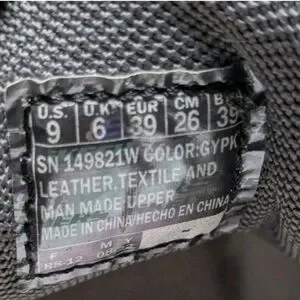 U.S. U.K EUR CM B
9 6 39 26 39
SN 149821W COLOR:GYPK
LEATHER,TEXTILE AND
MAN MADE UPPER
MADE IN CHINA/HECHO EN CHINA
F M Y
08